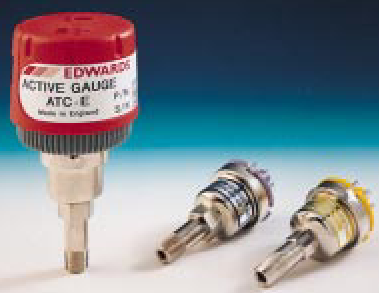 EDWARDS
ACTIVE GAUGE
ATC-E P/N
Made in England S/N